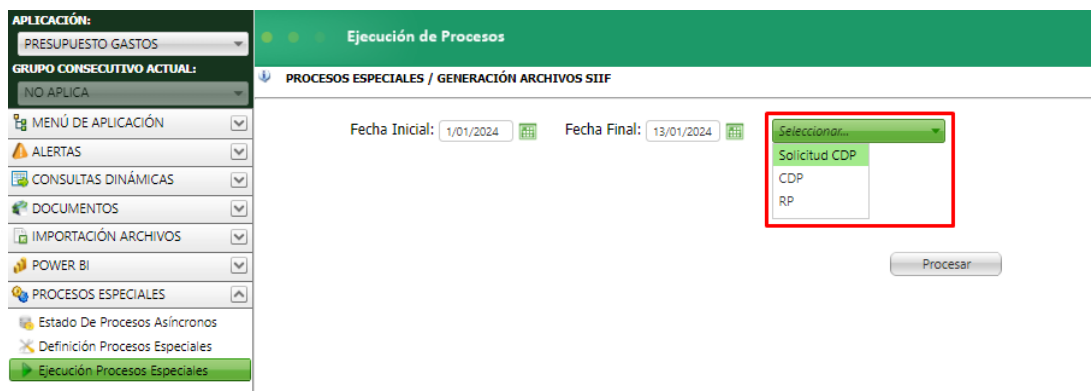 APLICACIÓN:
PRESUPUESTO GASTOS
GRUPO CONSECUTIVO ACTUAL:
NO APLICA
MENÚ DE APLICACIÓN
ALERTAS
CONSULTAS DINÁMICAS
DOCUMENTOS
IMPORTACIÓN ARCHIVOS
POWER BI
PROCESOS ESPECIALES
Estado De Procesos Asíncronos
Definición Procesos Especiales
Ejecución Procesos Especiales
Ejecución de Procesos
PROCESOS ESPECIALES / GENERACIÓN ARCHIVOS SIIF
Fecha Inicial: 1/01/2024 Fecha Final: 13/01/2024 Seleccionar...
Solicitud CDP
CDP
RP
Procesar